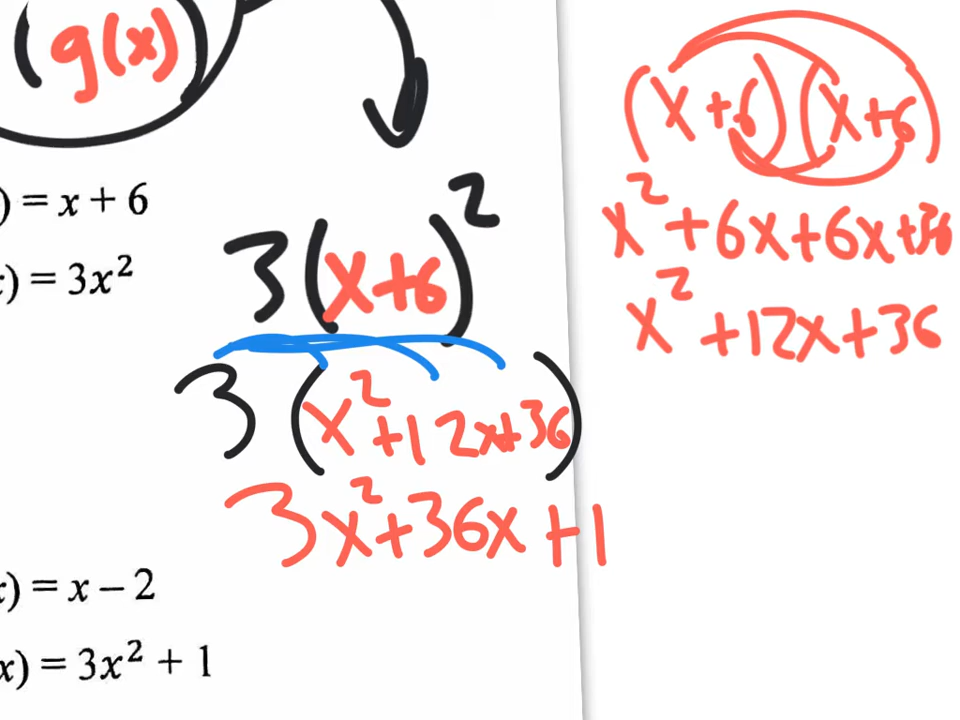 (g(x))
) = x + 6
) = 3x²
3(x+6)²
3(x²+12x+36)
3x²+36x+1
) = x − 2
x) = 3x² + 1
(x+6)(x+6)
x²+6x+6x+36
x²+12x+36